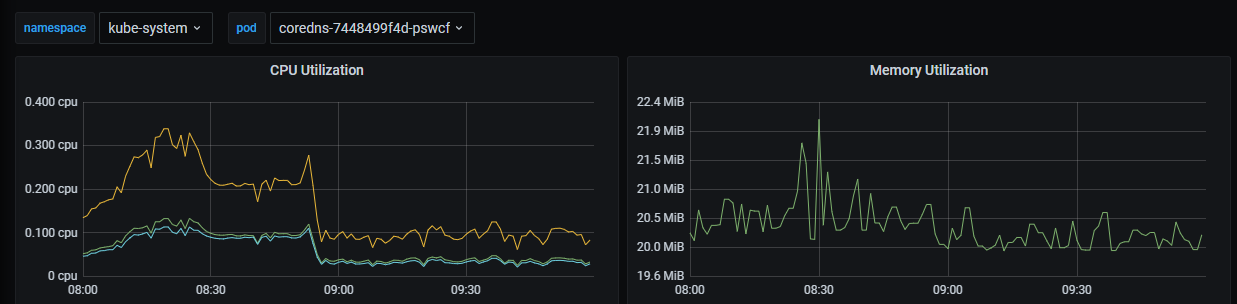 namespace kube-system pod coredns-7448499f4d-pswcf
CPU Utilization
0.400 cpu
0.300 cpu
0.200 cpu
0.100 cpu
0 cpu
08:00 08:30 09:00 09:30
Memory Utilization
22.4 MiB
21.9 MiB
21.5 MiB
21.0 MiB
20.5 MiB
20.0 MiB
19.6 MiB
08:00 08:30 09:00 09:30